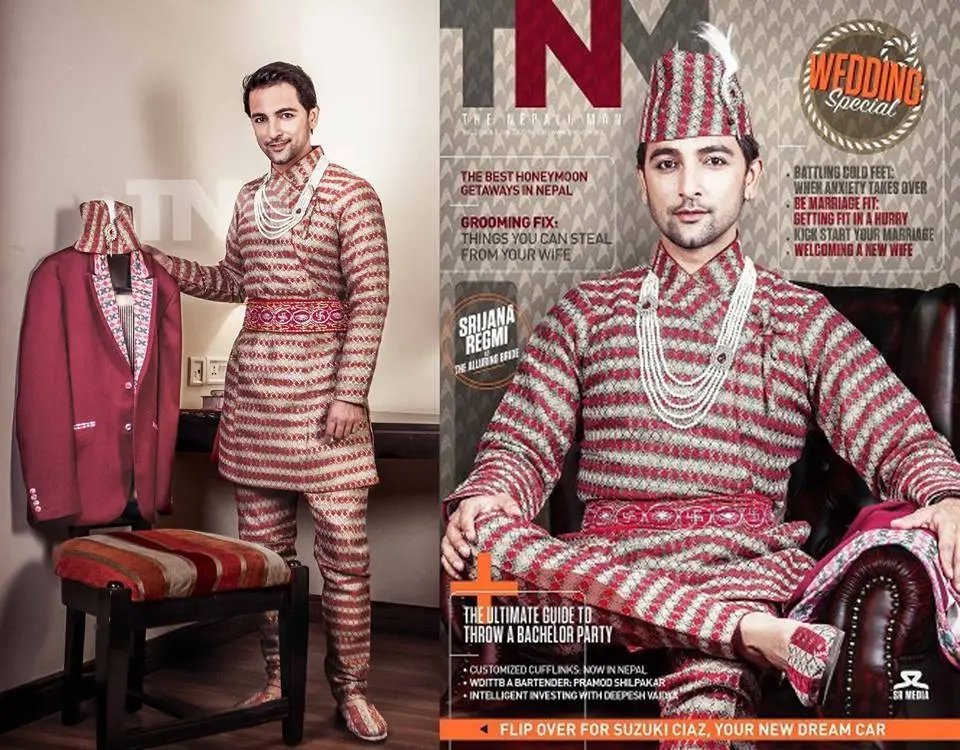 TNM
TNM
THE NEPALI MAN
WEDDING
Special
THE BEST HONEYMOON
GETAWAYS IN NEPAL
GROOMING FIX:
THINGS YOU CAN STEAL
FROM YOUR WIFE
• BATTLING COLD FEET:
WHEN ANXIETY TAKES OVER
• BE MARRIAGE FIT:
GETTING FIT IN A HURRY
• KICK START YOUR MARRIAGE
• WELCOMING A NEW WIFE
SRIJANA
REGMI
THE ALLURING BRIDE
THE ULTIMATE GUIDE TO
THROW A BACHELOR PARTY
• CUSTOMIZED CUFFLINKS: NOW IN NEPAL
• WDITTB A BARTENDER: PRAMOD SHILPAKAR
• INTELLIGENT INVESTING WITH DEEPESH VAIDYA
SR MEDIA
FLIP OVER FOR SUZUKI CIAZ, YOUR NEW DREAM CAR